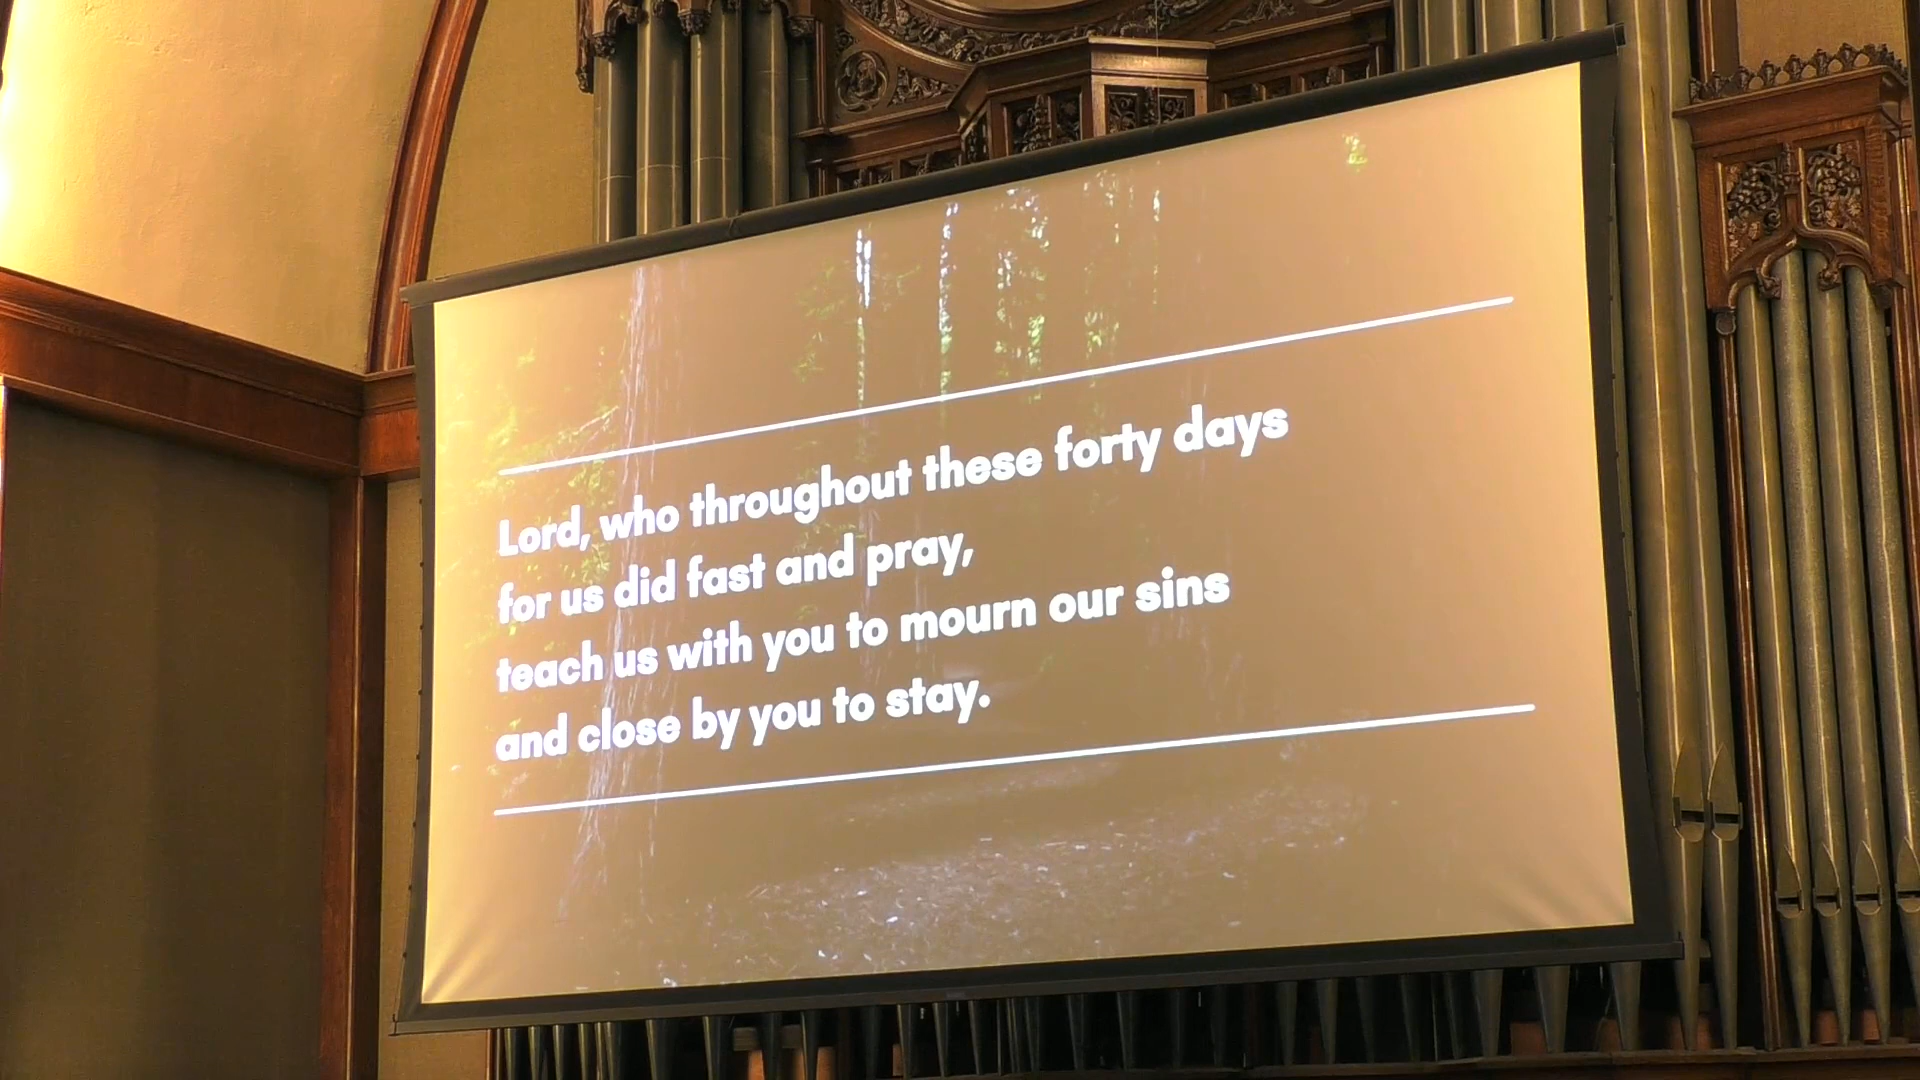 Lord, who throughout these forty days
for us did fast and pray,
teach us with you to mourn our sins
and close by you to stay.